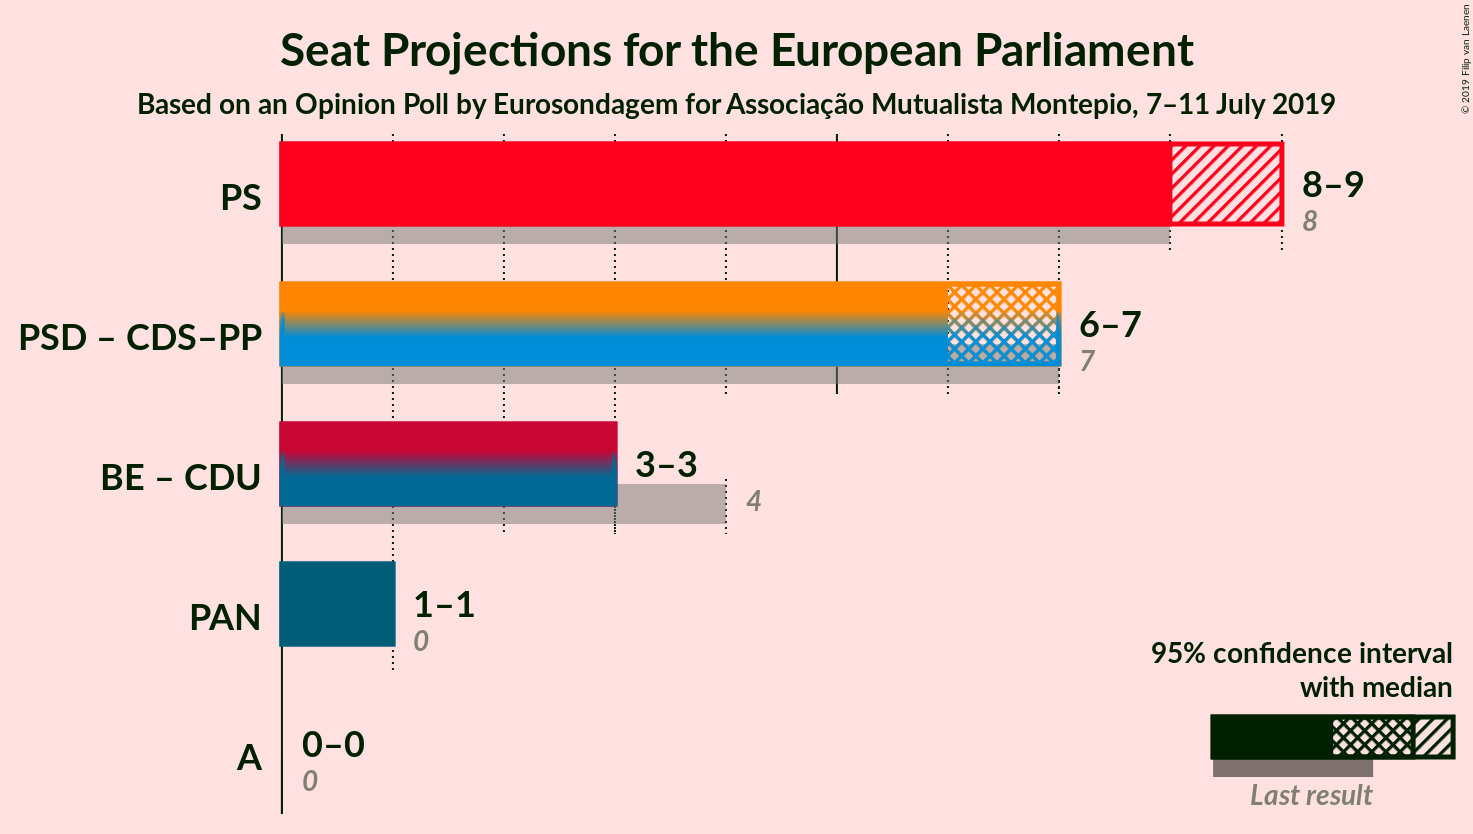 Seat Projections for the European Parliament
Based on an Opinion Poll by Eurosondagem for Associação Mutualista Montepio, 7–11 July 2019
© 2019 Filip van Laenen
PS
8–9
8
PSD – CDS–PP
6–7
7
BE – CDU
3–3
4
PAN
1–1
0
A
0–0
0
95% confidence interval
with median
Last result